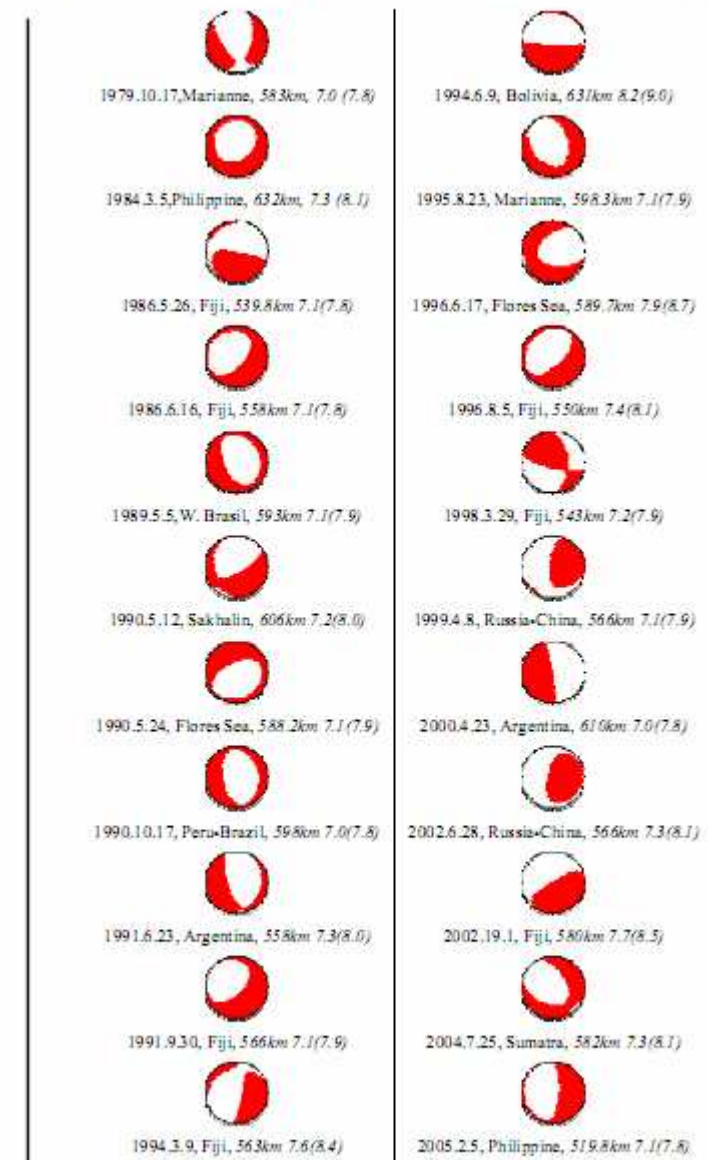 1979.10.17,Marianne, 583km, 7.0 (7.8)
1984.3.5,Philippine, 632km, 7.3 (8.1)
1986.5.26, Fiji, 539.8km 7.1(7.8)
1986.6.16, Fiji, 558km 7.1(7.8)
1989.5.5,W. Brasil, 593km 7.1(7.9)
1990.5.12, Sakhalin, 606km 7.2(8.0)
1990.5.24, Flores Sea, 588.2km 7.1(7.9)
1990.10.17, Peru-Brazil, 598km 7.0(7.8)
1991.6.23, Argentina, 558km 7.3(8.0)
1991.9.30, Fiji, 566km 7.1(7.9)
1994.3.9, Fiji, 563km 7.6(8.4)
1994.6.9, Bolivia, 631km 8.2(9.0)
1995.8.23, Marianne, 598.3km 7.1(7.9)
1996.6.17, Flores Sea, 589.7km 7.9(8.7)
1996.8.5, Fiji, 550km 7.4(8.1)
1998.3.29, Fiji, 543km 7.2(7.9)
1999.4.8, Russia-China, 566km 7.1(7.9)
2000.4.23, Argentina, 610km 7.0(7.8)
2002.6.28, Russia-China, 566km 7.3(8.1)
2002.19.1, Fiji, 580km 7.7(8.5)
2004.7.25, Sumatra, 582km 7.3(8.1)
2005.2.5, Philippine, 519.8km 7.1(7.8)